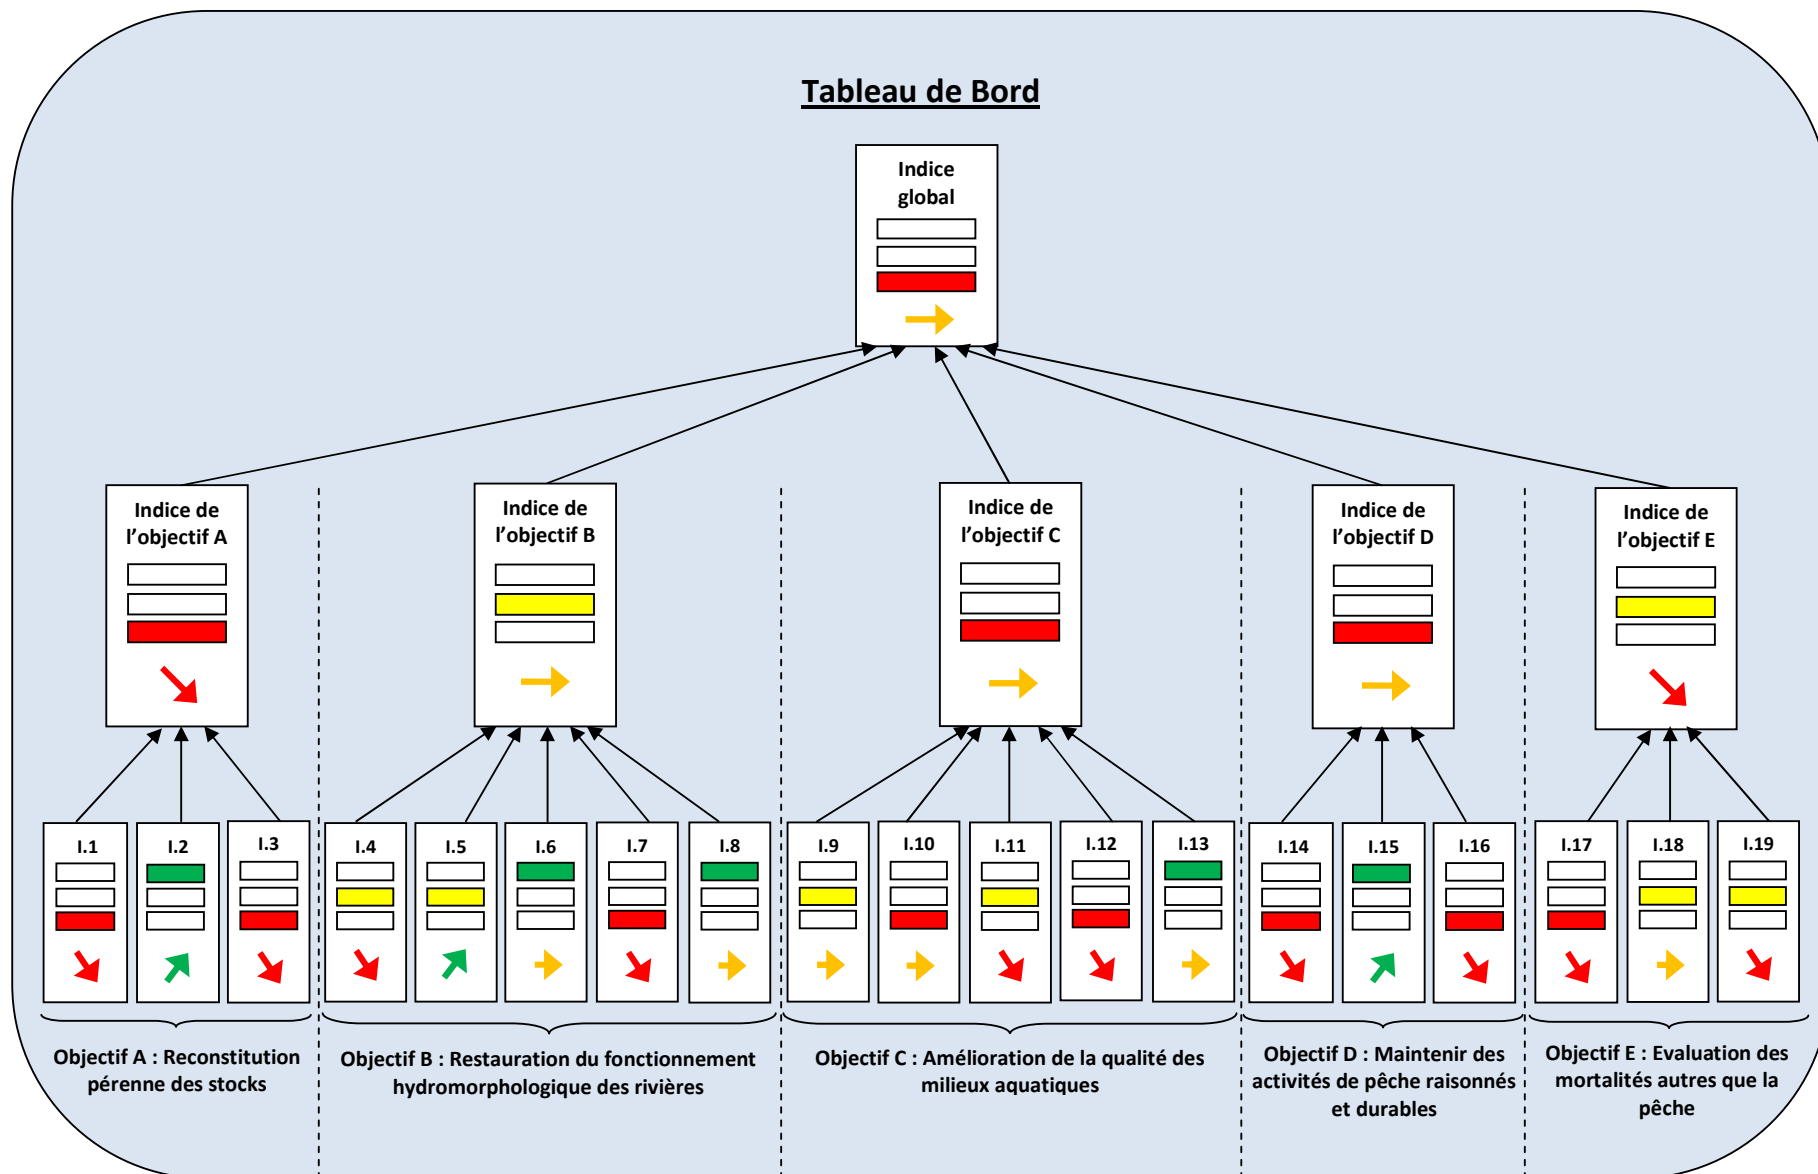 Tableau de Bord
Indice
global
Indice de
l’objectif A
Indice de
l’objectif B
Indice de
l’objectif C
Indice de
l’objectif D
Indice de
l’objectif E
I.1
I.2
I.3
I.4
I.5
I.6
I.7
I.8
I.9
I.10
I.11
I.12
I.13
I.14
I.15
I.16
I.17
I.18
I.19
Objectif A : Reconstitution
pérenne des stocks
Objectif B : Restauration du fonctionnement
hydromorphologique des rivières
Objectif C : Amélioration de la qualité des
milieux aquatiques
Objectif D : Maintenir des
activités de pêche raisonnés
et durables
Objectif E : Evaluation des
mortalités autres que la
pêche